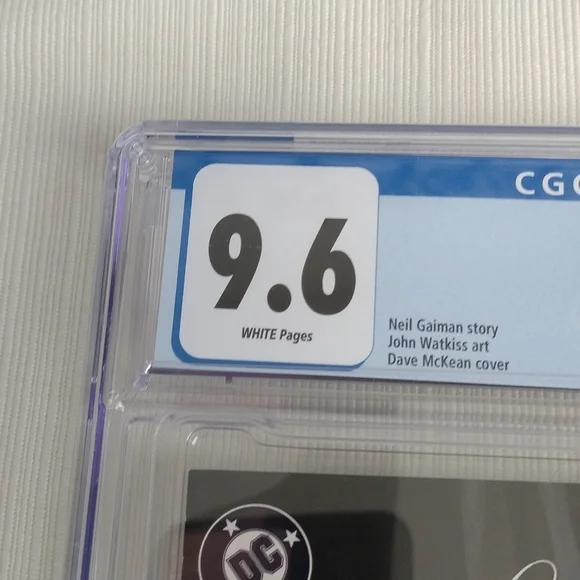 CGC
9.6
WHITE Pages
Neil Gaiman story
John Watkiss art
Dave McKean cover
DC